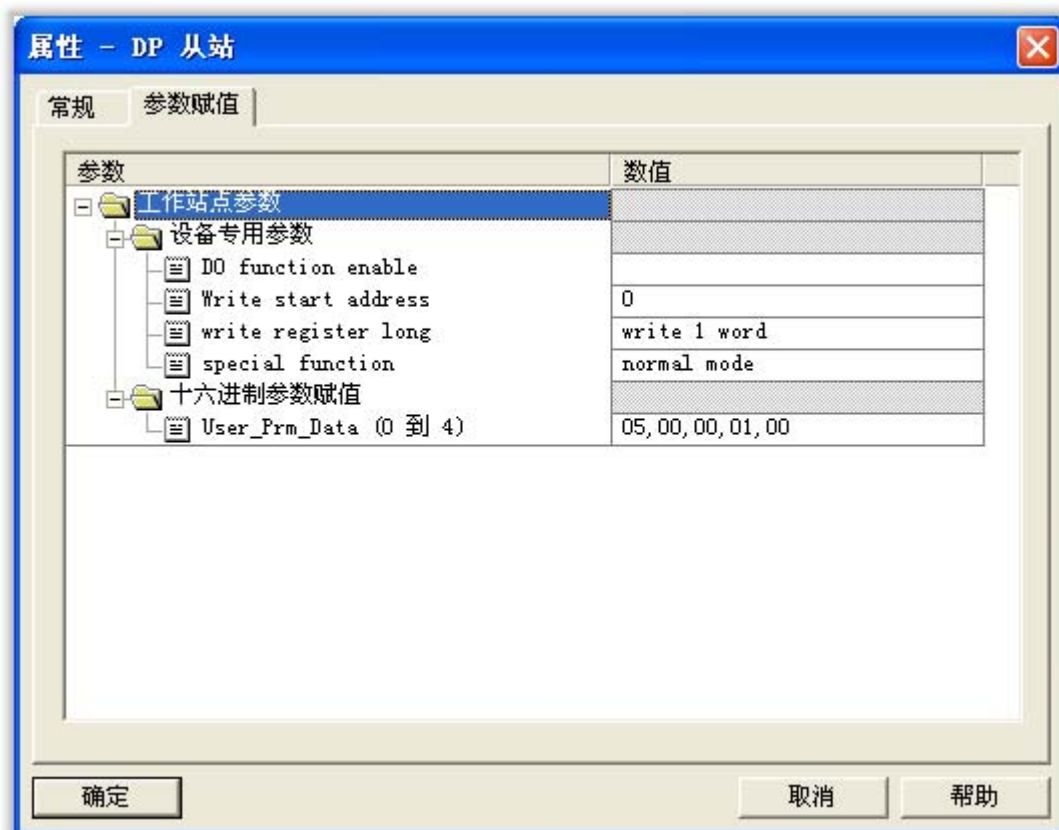 属性 - DP 从站
常规 参数赋值
参数 数值
工作站点参数
设备专用参数
DO function enable
Write start address 0
write register long write 1 word
special function normal mode
十六进制参数赋值
User_Prm_Data (0 到 4) 05,00,00,01,00
确定 取消 帮助